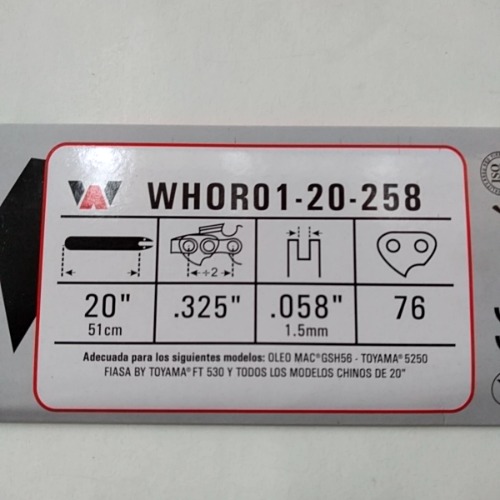 WHOR01-20-258
÷2
20" .325" .058" 76
51cm 1.5mm
Adecuada para los siguientes modelos: OLEO MAC®GSH56 - TOYAMA® 5250
FIASA BY TOYAMA® FT 530 Y TODOS LOS MODELOS CHINOS DE 20"
ISO